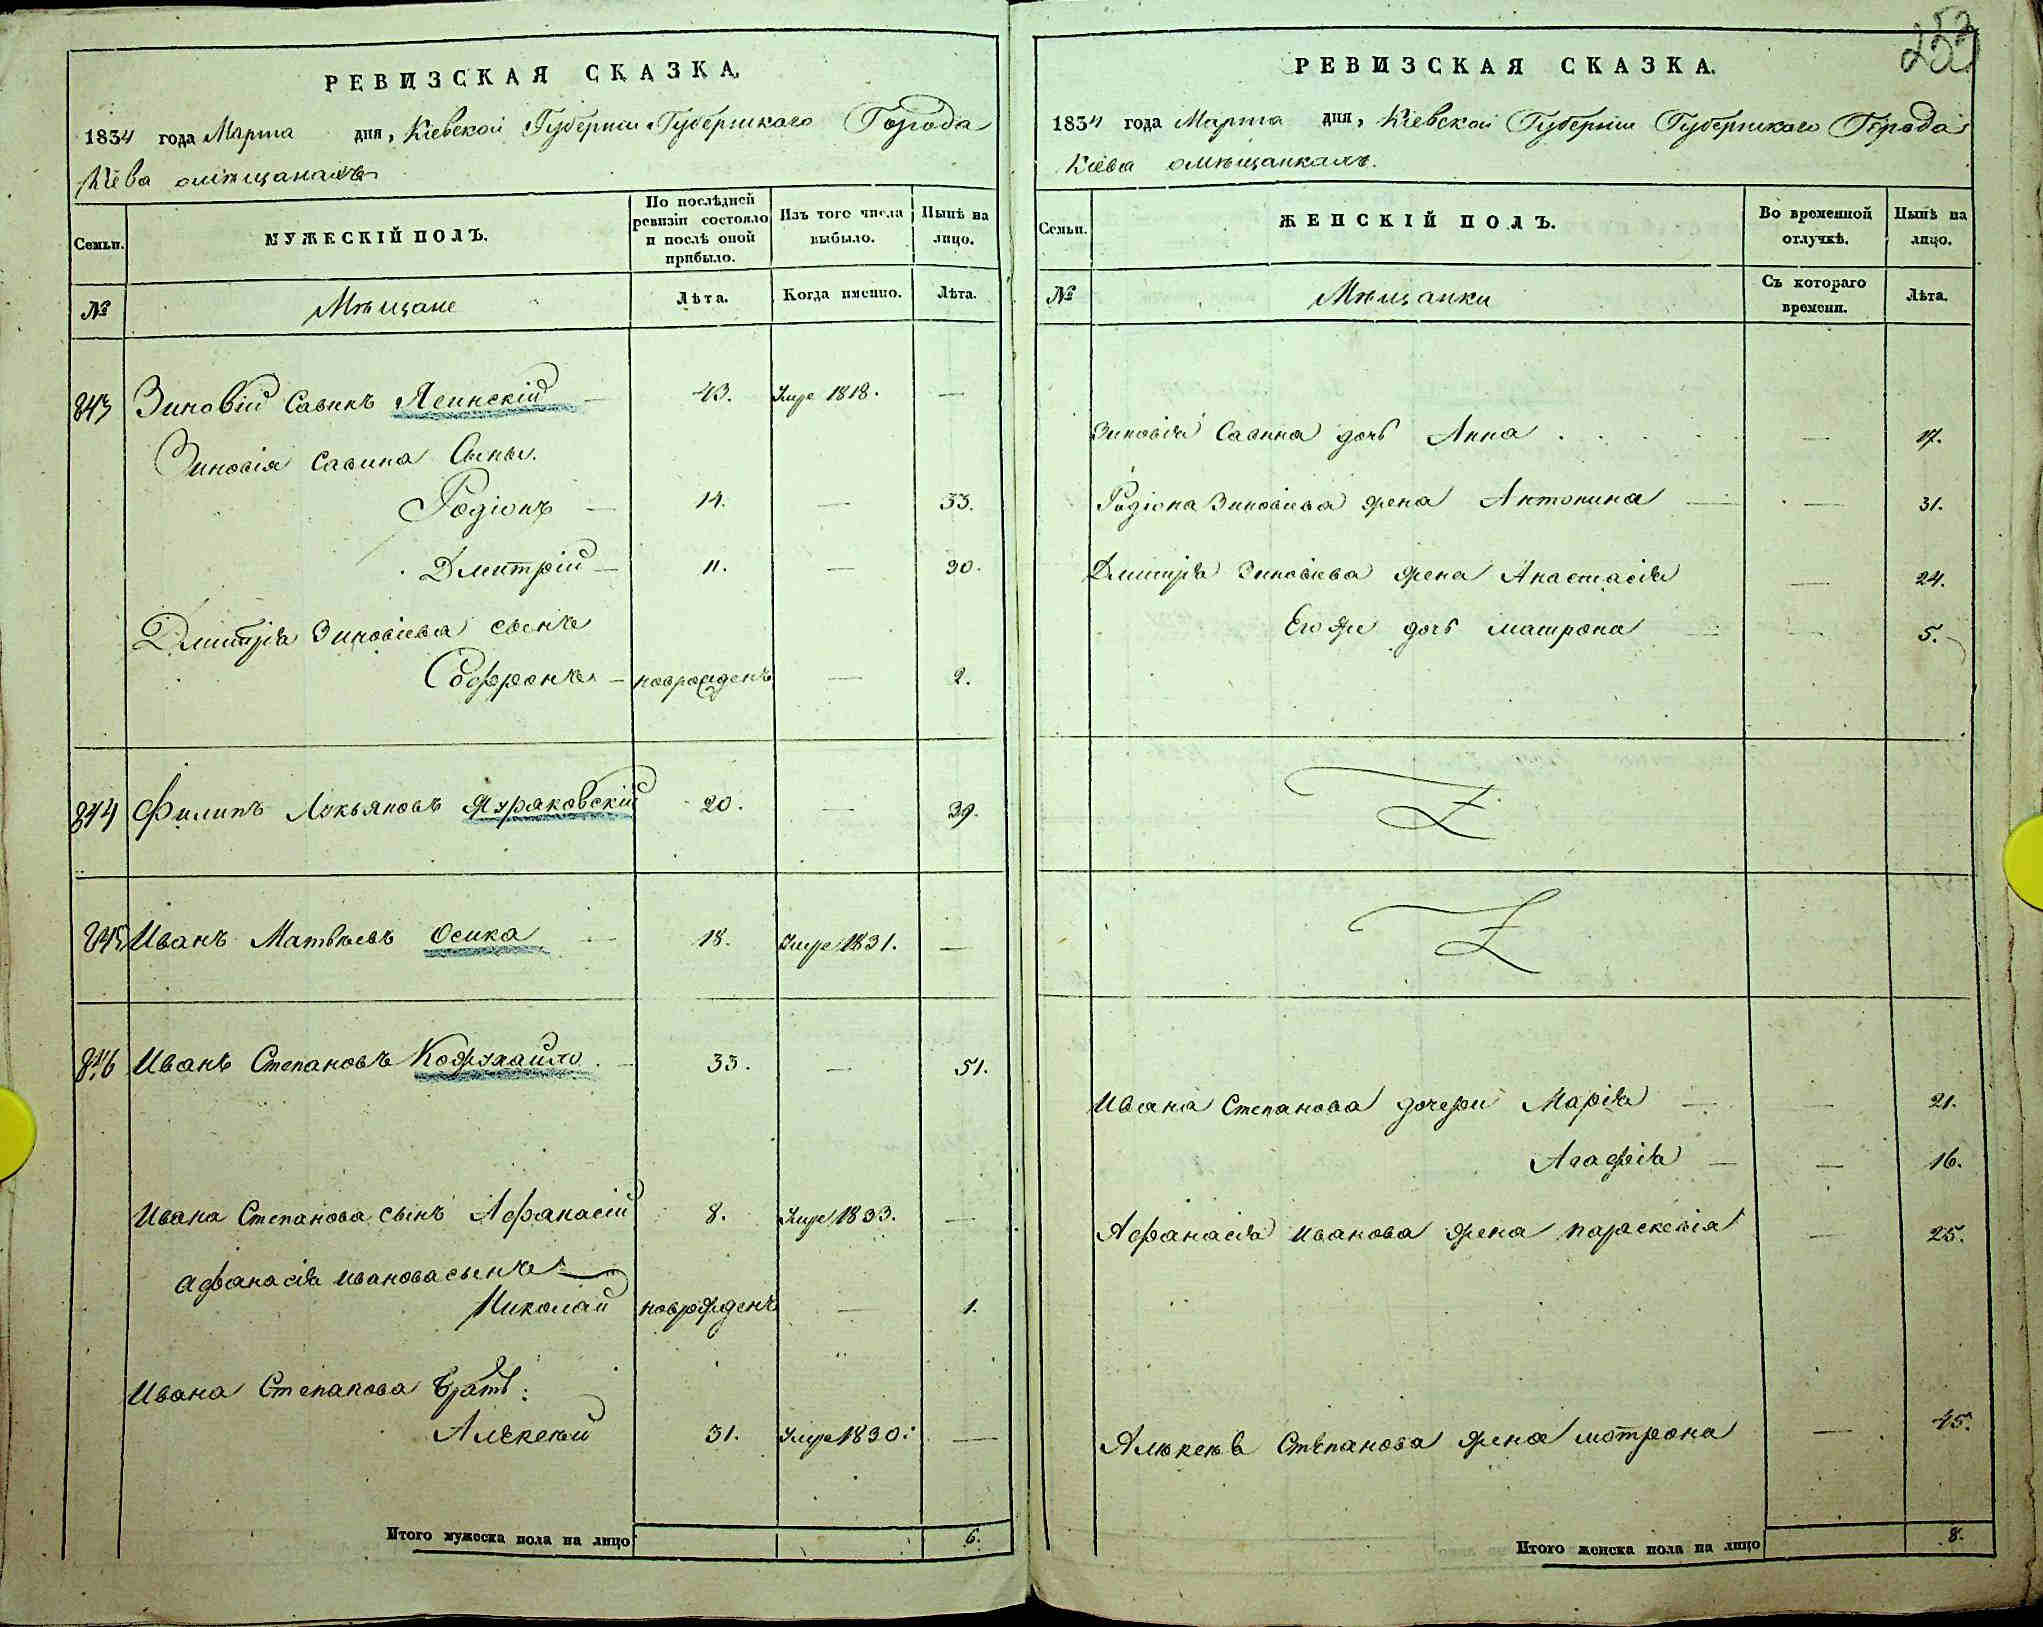 253
РЕВИЗСКАЯ СКАЗКА.
1834 года Марта дня, Кіевской Губерніи Губернскаго Города
Кіева омѣщанахъ
Семьи.
МУЖЕСКІЙ ПОЛЪ.
По послѣдней ревизіи состояло и послѣ оной прибыло.
Изъ того числа выбыло.
Нынѣ на лицо.
№
Мѣщане
Лѣта.
Когда именно.
Лѣта.
843 Зиновій Савинъ Ясинскій — 43. Умре 1818. —
Зиновія Савина Сыны.
Родіонъ — 14. — 33.
Дмитрій — 11. — 30.
Дмитрія Зиновіева сынъ
Софронъ — новрожденъ — 2.
844 Филипъ Лукьяновъ Жураковскій 20. — 39.
845 Иванъ Матвѣевъ Осика — 18. Умре 1831. —
846 Иванъ Степановъ Кожумайло — 33. — 51.
Ивана Степанова сынъ Афанасій 8. Умре 1833. —
Афанасія Иванова сынъ
Николай новрожденъ — 1.
Ивана Степанова братъ:
Алексѣй 31. Умре 1830. —
Итого мужеска пола на лицо 6.
РЕВИЗСКАЯ СКАЗКА.
1834 года Марта дня, Кіевской Губерніи Губернскаго Города
Кіева омѣщанкахъ.
Семьи.
ЖЕНСКІЙ ПОЛЪ.
Во временной отлучкѣ.
Нынѣ на лицо.
№
Мѣщанки
Съ котораго времени.
Лѣта.
Зиновія Савина дочь Анна — 17.
Родіона Зиновіева жена Антонина — — 31.
Дмитрія Зиновіева жена Анастасія — 24.
Его же дочь матрона — — 5.
Ивана Степанова дочери Марія — — 21.
Агафія — — 16.
Афанасія Иванова жена параскевія — 25.
Алексѣя Степанова жена мотрона — 45.
Итого женска пола на лицо 8.